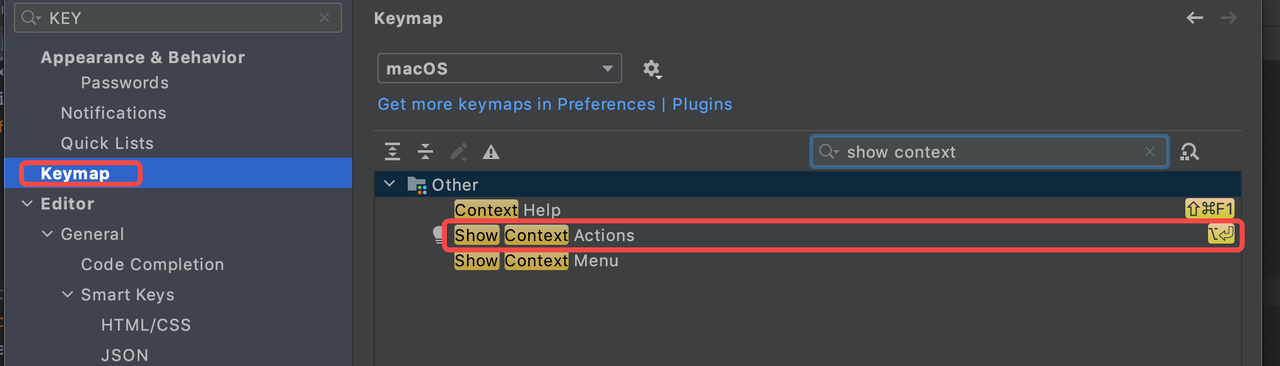 KEY
Appearance & Behavior
Passwords
Notifications
Quick Lists
Keymap
Editor
General
Code Completion
Smart Keys
HTML/CSS
JSON
Keymap
macOS
Get more keymaps in Preferences | Plugins
show context
Other
Context Help ⇧⌘F1
Show Context Actions ⌥⏎
Show Context Menu